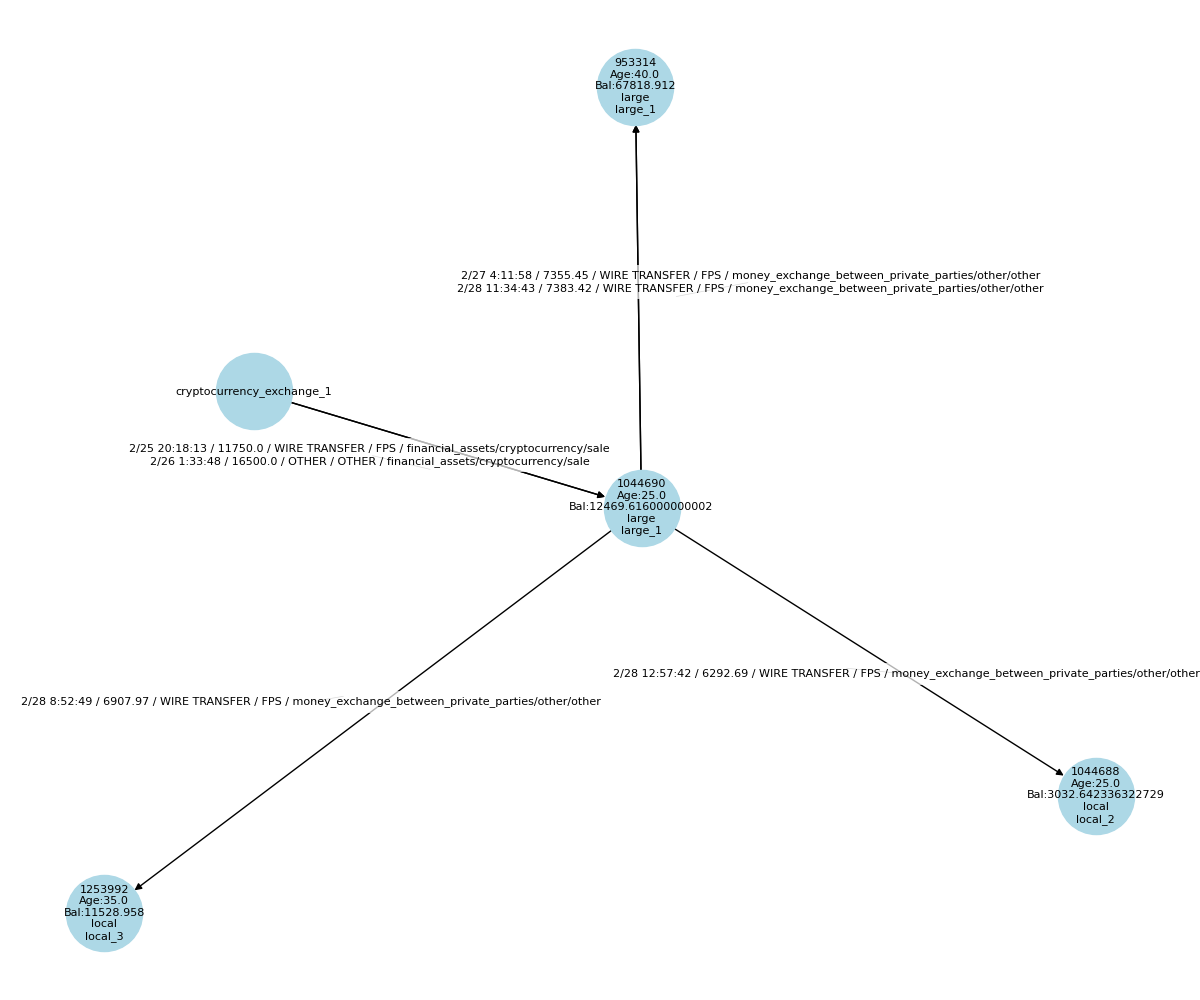 953314
Age:40.0
Bal:67818.912
large
large_1
2/27 4:11:58 / 7355.45 / WIRE TRANSFER / FPS / money_exchange_between_private_parties/other/other
2/28 11:34:43 / 7383.42 / WIRE TRANSFER / FPS / money_exchange_between_private_parties/other/other
cryptocurrency_exchange_1
2/25 20:18:13 / 11750.0 / WIRE TRANSFER / FPS / financial_assets/cryptocurrency/sale
2/26 1:33:48 / 16500.0 / OTHER / OTHER / financial_assets/cryptocurrency/sale
1044690
Age:25.0
Bal:12469.616000000002
large
large_1
2/28 12:57:42 / 6292.69 / WIRE TRANSFER / FPS / money_exchange_between_private_parties/other/other
2/28 8:52:49 / 6907.97 / WIRE TRANSFER / FPS / money_exchange_between_private_parties/other/other
1044688
Age:25.0
Bal:3032.642336322729
local
local_2
1253992
Age:35.0
Bal:11528.958
local
local_3